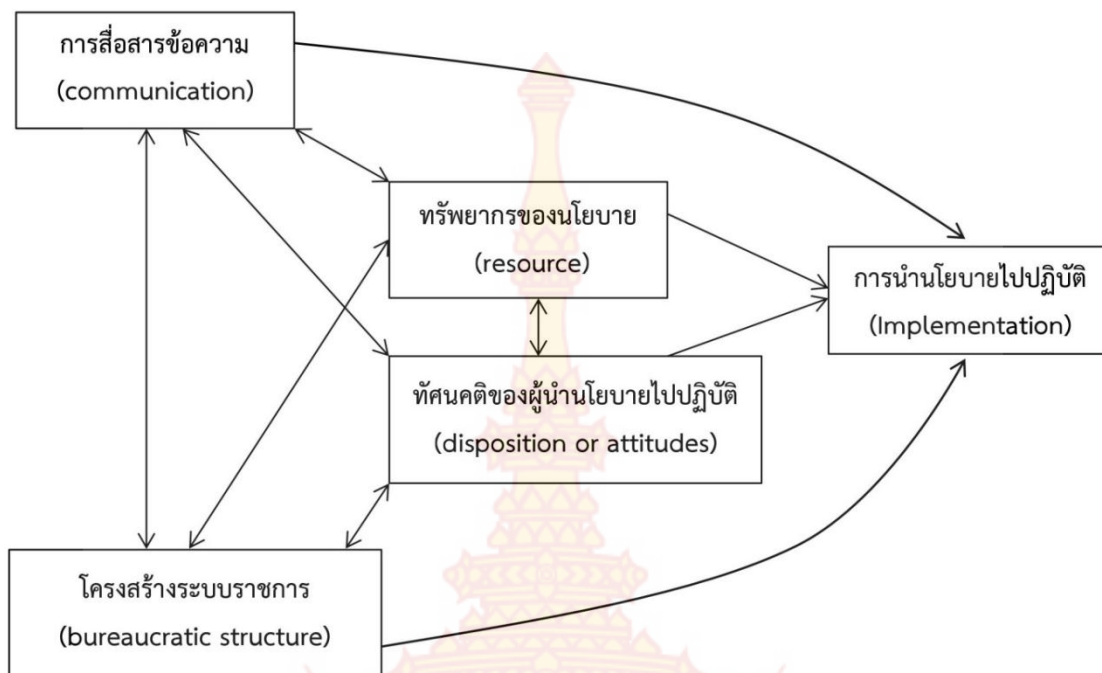 การสื่อสารข้อความ
(communication)
ทรัพยากรของนโยบาย
(resource)
การนำนโยบายไปปฏิบัติ
(Implementation)
ทัศนคติของผู้นำนโยบายไปปฏิบัติ
(disposition or attitudes)
โครงสร้างระบบราชการ
(bureaucratic structure)